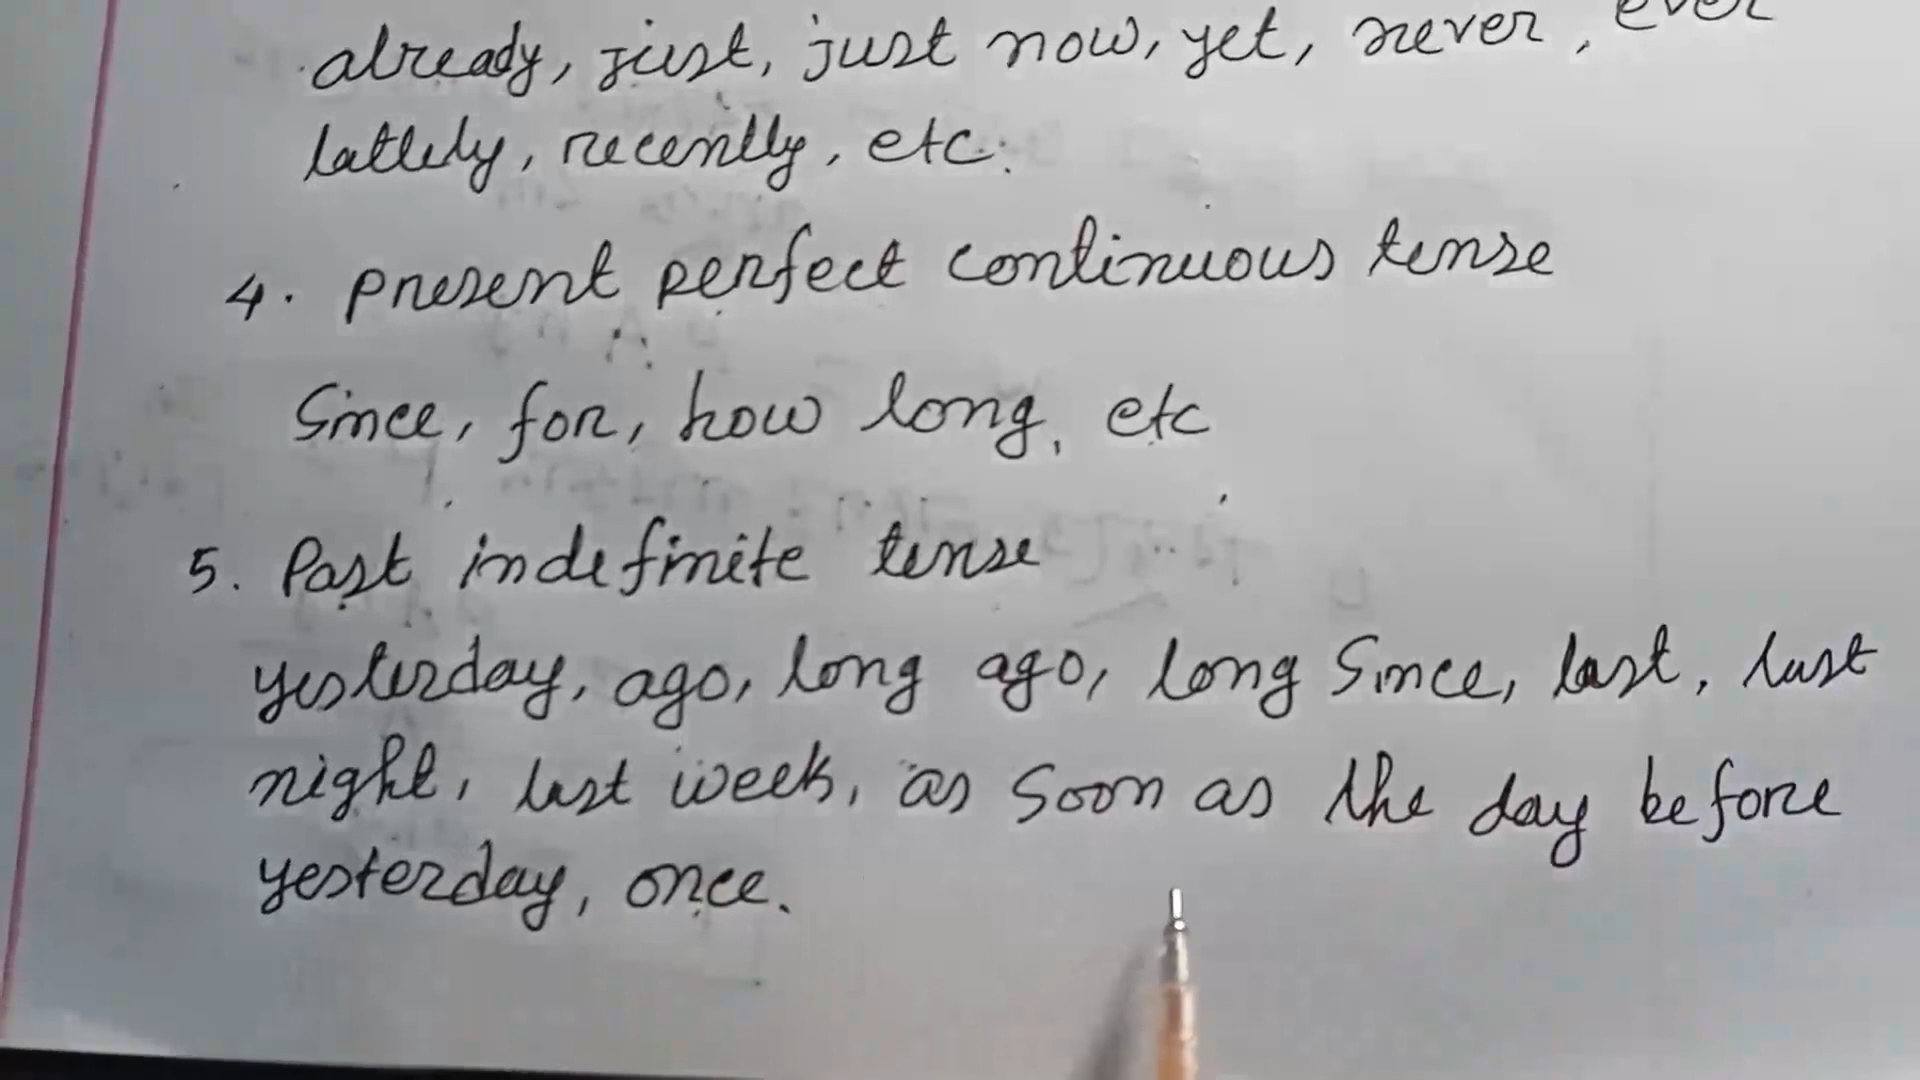 already, just, just now, yet, never, ever
latlely, recently, etc.
4. present perfect continuous tense
Since, for, how long, etc
5. Past indefinite tense
yesterday, ago, long ago, long Since, last, last
night, last week, as soon as the day before
yesterday, once.